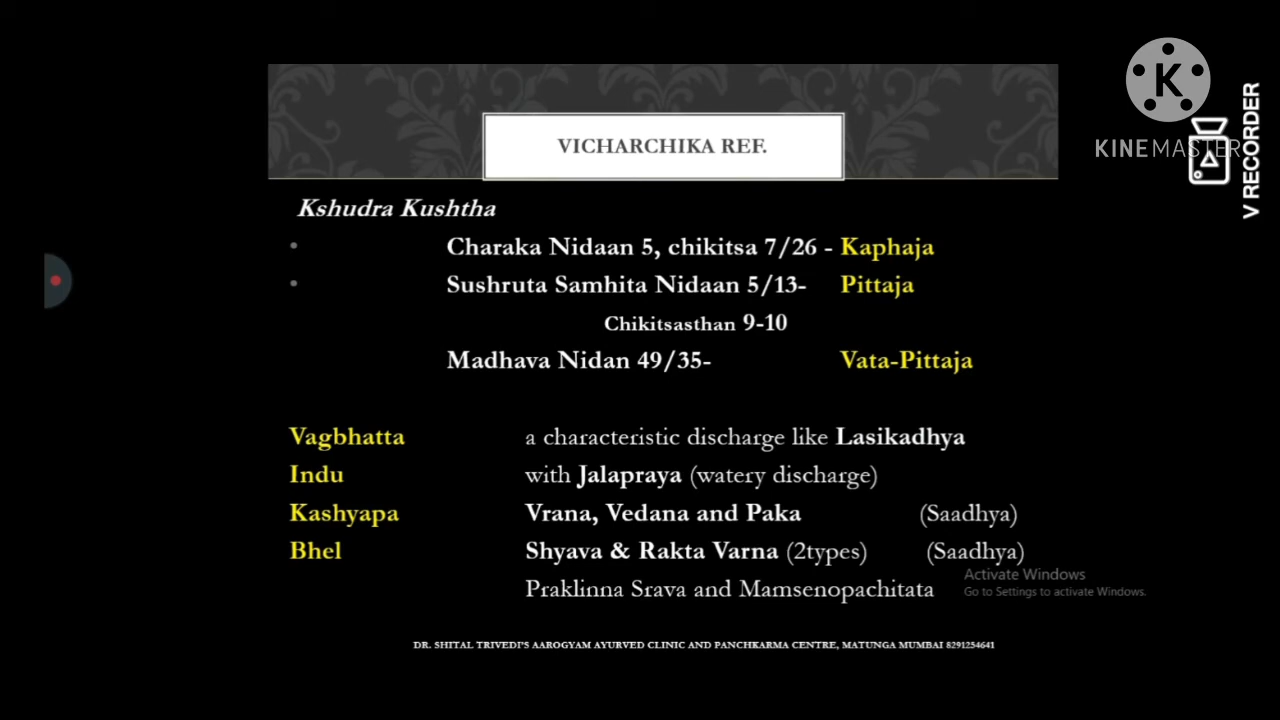 VICHARCHIKA REF.
K
KINEMASTER
V RECORDER
Kshudra Kushtha
• Charaka Nidaan 5, chikitsa 7/26 - Kaphaja
• Sushruta Samhita Nidaan 5/13- Pittaja
Chikitsasthan 9-10
Madhava Nidan 49/35- Vata-Pittaja
Vagbhatta a characteristic discharge like Lasikadhya
Indu with Jalapraya (watery discharge)
Kashyapa Vrana, Vedana and Paka (Saadhya)
Bhel Shyava & Rakta Varna (2types) (Saadhya)
Praklinna Srava and Mamsenopachitata
Activate Windows
Go to Settings to activate Windows.
DR. SHITAL TRIVEDI'S AAROGYAM AYURVED CLINIC AND PANCHKARMA CENTRE, MATUNGA MUMBAI 8291254641